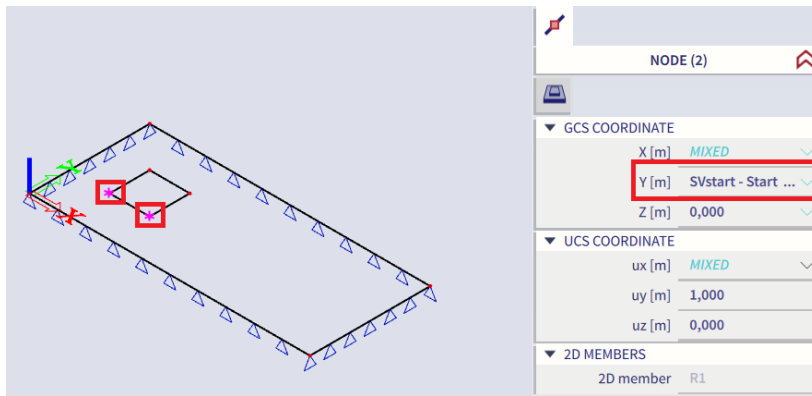 NODE (2)
GCS COORDINATE
X [m] MIXED
Y [m] SVstart - Start ...
Z [m] 0,000
UCS COORDINATE
ux [m] MIXED
uy [m] 1,000
uz [m] 0,000
2D MEMBERS
2D member R1
X